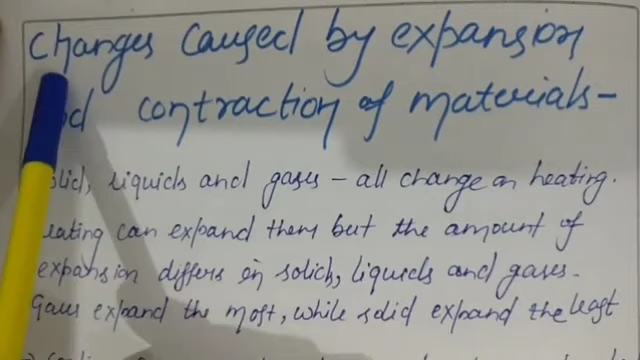 Changes caused by expansion
contraction of materials-
liquids and gases - all change on heating.
can expand them but the amount of
expansion differs in solids, liquids and gases-
Gases expand the most, while solid expand the least